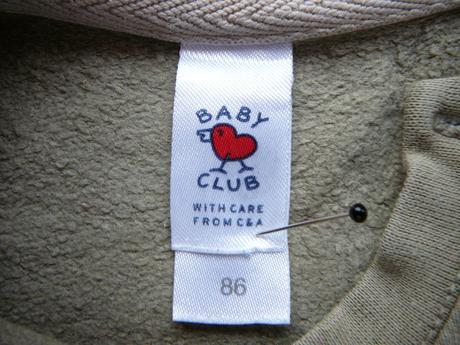 BABY
CLUB
WITH CARE
FROM C&A
86